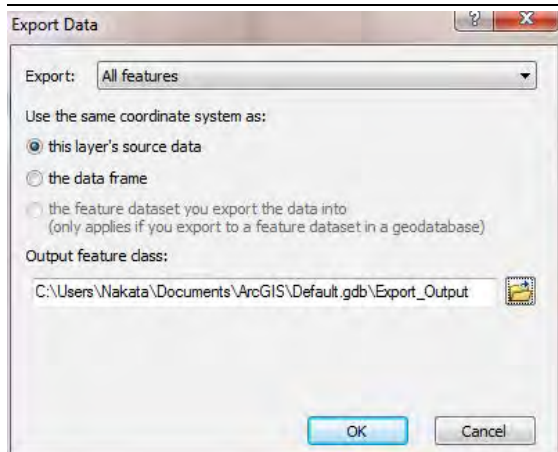 Export Data
Export: All features
Use the same coordinate system as:
this layer's source data
the data frame
the feature dataset you export the data into
(only applies if you export to a feature dataset in a geodatabase)
Output feature class:
C:\Users\Nakata\Documents\ArcGIS\Default.gdb\Export_Output
OK Cancel